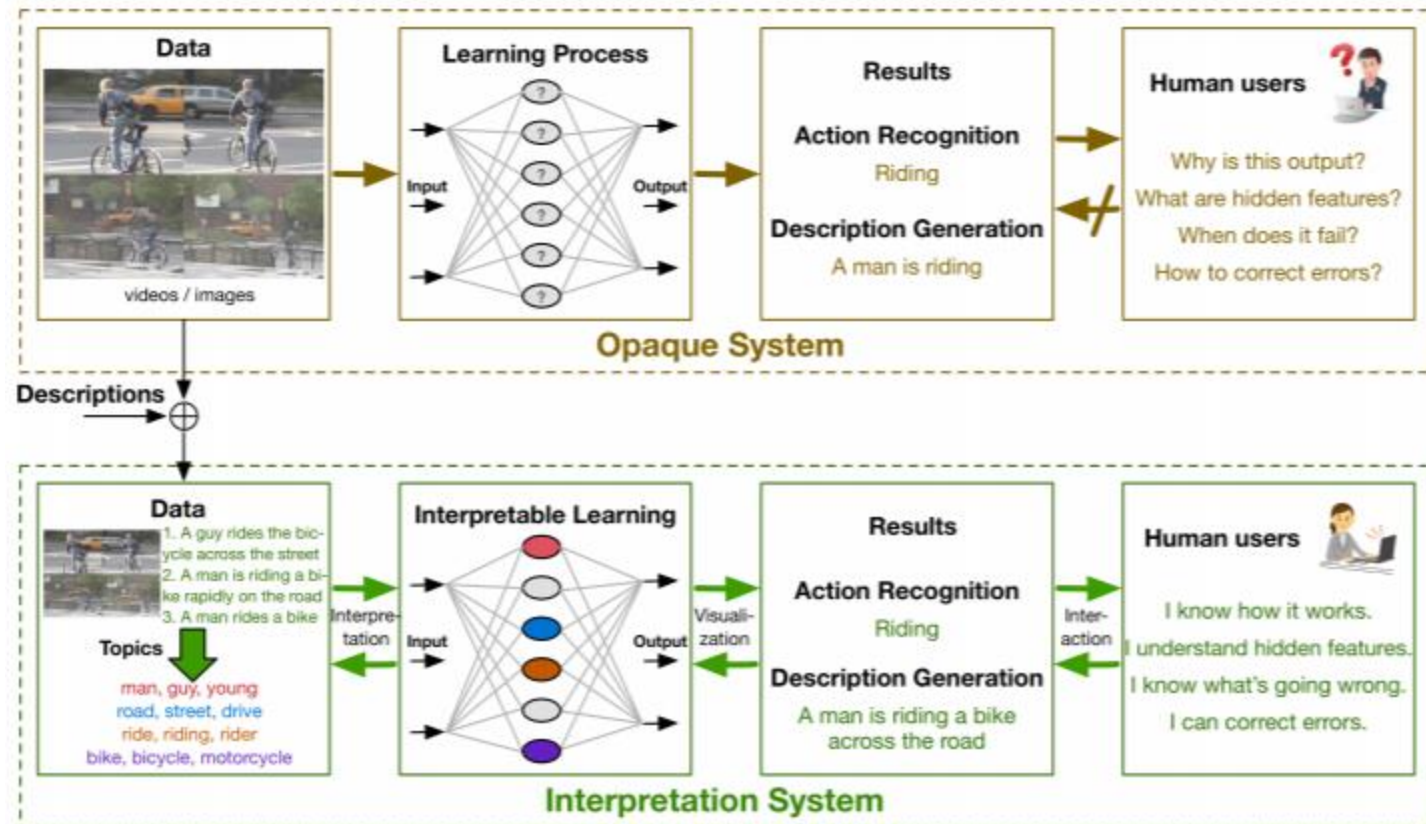 Data
videos / images
Learning Process
?
?
?
?
?
?
Input
Output
Results
Action Recognition
Riding
Description Generation
A man is riding
Human users
?
Why is this output?
What are hidden features?
When does it fail?
How to correct errors?
Opaque System
Descriptions
Data
1. A guy rides the bic-
ycle across the street
2. A man is riding a bi-
ke rapidly on the road
3. A man rides a bike
Topics
man, guy, young
road, street, drive
ride, riding, rider
bike, bicycle, motorcycle
Interpre-
tation
Interpretable Learning
Input
Output
Visuali-
zation
Results
Action Recognition
Riding
Description Generation
A man is riding a bike
across the road
Inter-
action
Human users
I know how it works.
I understand hidden features.
I know what's going wrong.
I can correct errors.
Interpretation System